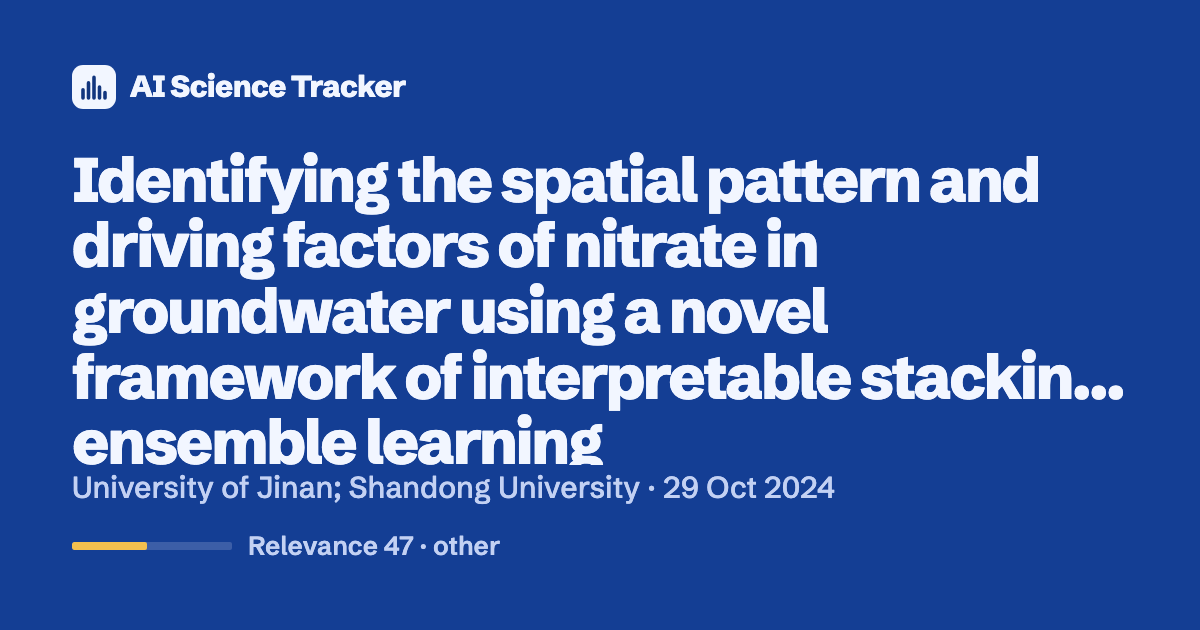 AI Science Tracker
Identifying the spatial pattern and
driving factors of nitrate in
groundwater using a novel
framework of interpretable stackin...
ensemble learning
University of Jinan; Shandong University · 29 Oct 2024
Relevance 47 · other